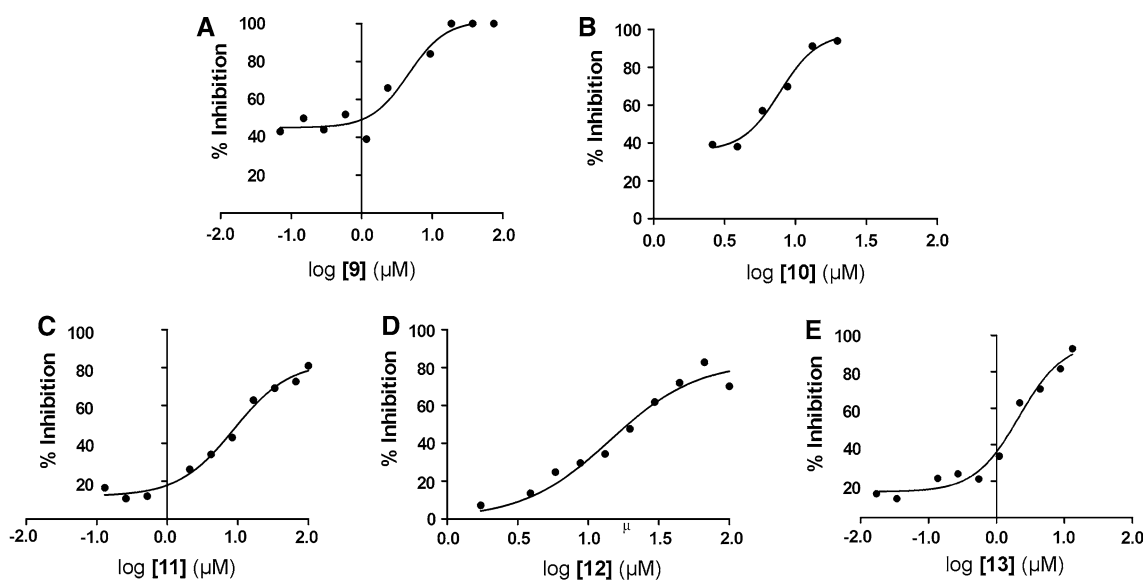 A
% Inhibition
100
80
60
40
20
-2.0 -1.0 0.0 1.0 2.0
log [9] (µM)
B
% Inhibition
100
80
60
40
20
0
0.0 0.5 1.0 1.5 2.0
log [10] (µM)
C
% Inhibition
100
80
60
40
20
-2.0 -1.0 0.0 1.0 2.0
log [11] (µM)
D
% Inhibition
100
80
60
40
20
0
0.0 0.5 1.0 1.5 2.0
µ
log [12] (µM)
E
% Inhibition
100
80
60
40
20
-2.0 -1.0 0.0 1.0 2.0
log [13] (µM)